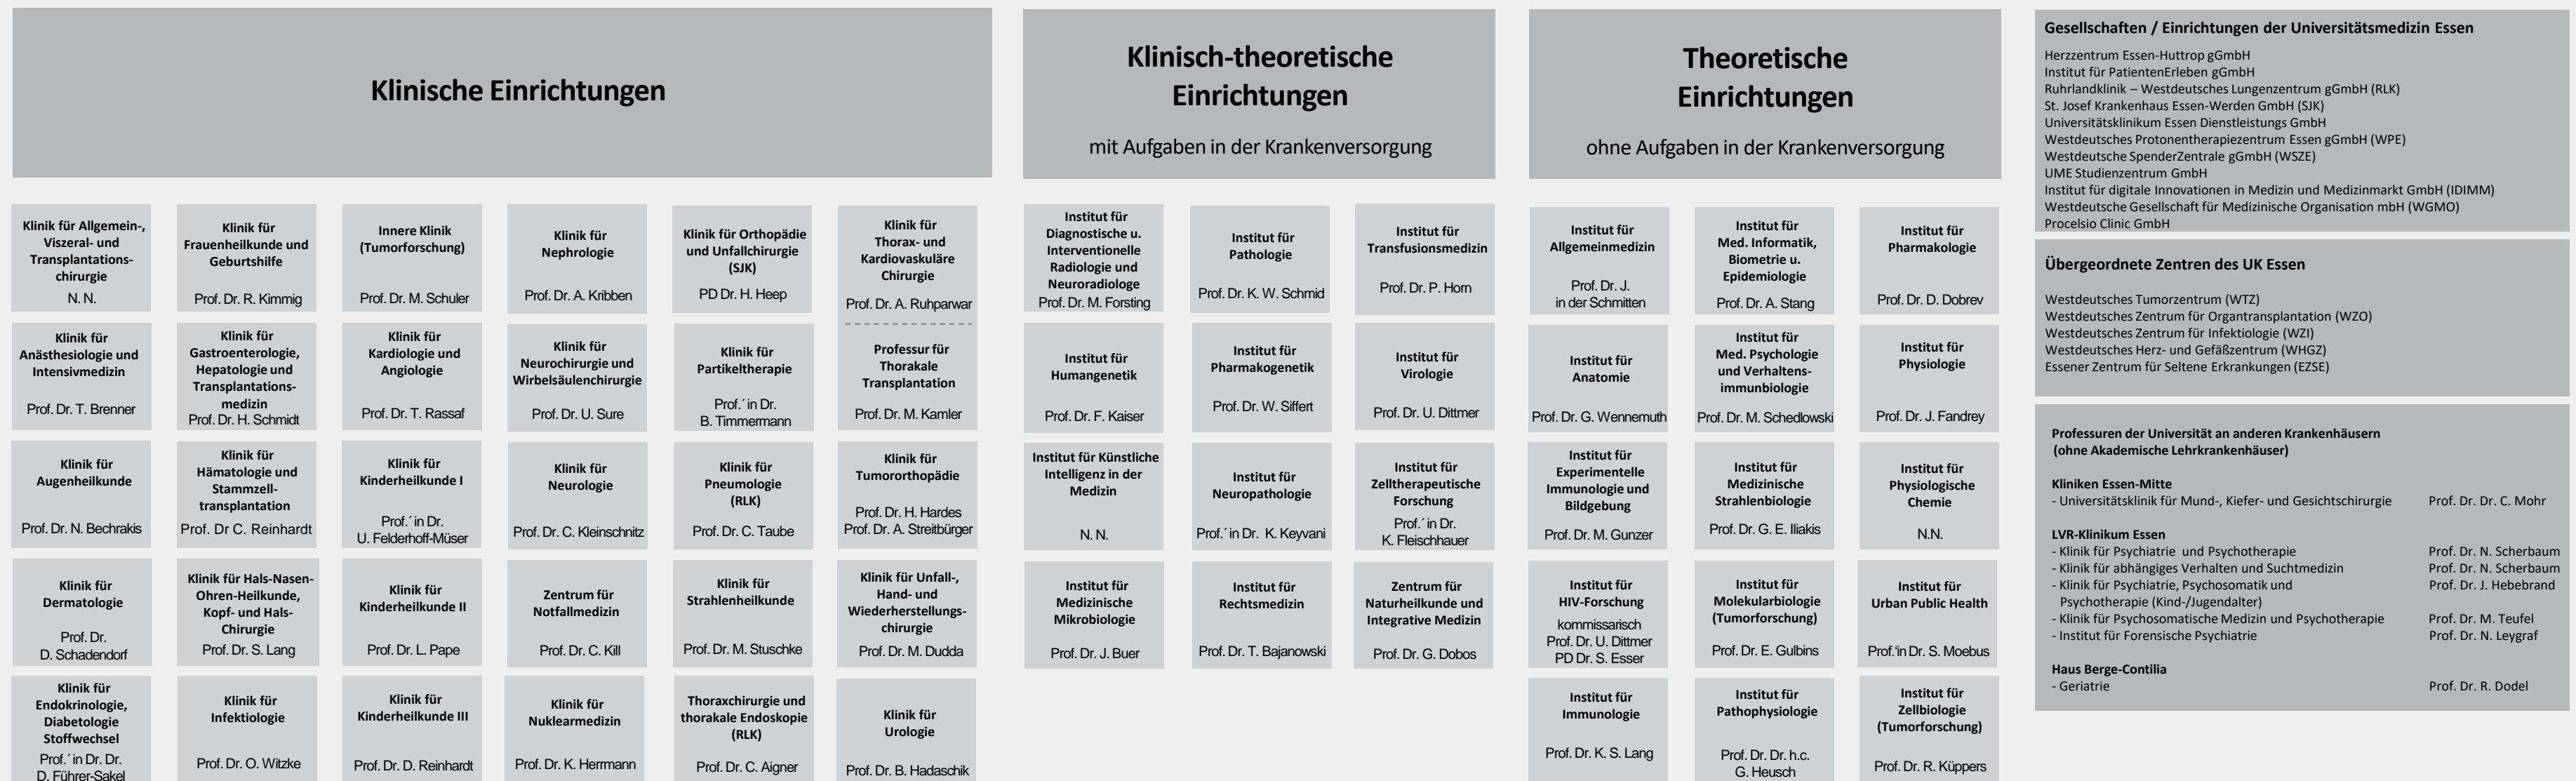 Klinische Einrichtungen
Klinik für Allgemein-,
Viszeral- und
Transplantations-
chirurgie
N. N.
Klinik für
Frauenheilkunde und
Geburtshilfe
Prof. Dr. R. Kimmig
Innere Klinik
(Tumorforschung)
Prof. Dr. M. Schuler
Klinik für
Nephrologie
Prof. Dr. A. Kribben
Klinik für Orthopädie
und Unfallchirurgie
(SJK)
PD Dr. H. Heep
Klinik für
Thorax- und
Kardiovaskuläre
Chirurgie
Prof. Dr. A. Ruhparwar
Klinik für
Anästhesiologie und
Intensivmedizin
Prof. Dr. T. Brenner
Klinik für
Gastroenterologie,
Hepatologie und
Transplantations-
medizin
Prof. Dr. H. Schmidt
Klinik für
Kardiologie und
Angiologie
Prof. Dr. T. Rassaf
Klinik für
Neurochirurgie und
Wirbelsäulenchirurgie
Prof. Dr. U. Sure
Klinik für
Partikeltherapie
Prof.´ in Dr.
B. Timmermann
Professur für
Thorakale
Transplantation
Prof. Dr. M. Kamler
Klinik für
Augenheilkunde
Prof. Dr. N. Bechrakis
Klinik für
Hämatologie und
Stammzell-
transplantation
Prof. Dr C. Reinhardt
Klinik für
Kinderheilkunde I
Prof.´ in Dr.
U. Felderhoff-Müser
Klinik für
Neurologie
Prof. Dr. C. Kleinschnitz
Klinik für
Pneumologie
(RLK)
Prof. Dr. C. Taube
Klinik für
Tumororthopädie
Prof. Dr. H. Hardes
Prof. Dr. A. Streitbürger
Klinik für
Dermatologie
Prof. Dr.
D. Schadendorf
Klinik für Hals-Nasen-
Ohren-Heilkunde,
Kopf- und Hals-
Chirurgie
Prof. Dr. S. Lang
Klinik für
Kinderheilkunde II
Prof. Dr. L. Pape
Zentrum für
Notfallmedizin
Prof. Dr. C. Kill
Klinik für
Strahlenheilkunde
Prof. Dr. M. Stuschke
Klinik für Unfall-,
Hand- und
Wiederherstellungs-
chirurgie
Prof. Dr. M. Dudda
Klinik für
Endokrinologie,
Diabetologie
Stoffwechsel
Prof.´ in Dr. Dr.
D. Führer-Sakel
Klinik für
Infektiologie
Prof. Dr. O. Witzke
Klinik für
Kinderheilkunde III
Prof. Dr. D. Reinhardt
Klinik für
Nuklearmedizin
Prof. Dr. K. Herrmann
Thoraxchirurgie und
thorakale Endoskopie
(RLK)
Prof. Dr. C. Aigner
Klinik für
Urologie
Prof. Dr. B. Hadaschik
Klinisch-theoretische
Einrichtungen
mit Aufgaben in der Krankenversorgung
Institut für
Diagnostische u.
Interventionelle
Radiologie und
Neuroradiologe
Prof. Dr. M. Forsting
Institut für
Pathologie
Prof. Dr. K. W. Schmid
Institut für
Transfusionsmedizin
Prof. Dr. P. Horn
Institut für
Humangenetik
Prof. Dr. F. Kaiser
Institut für
Pharmakogenetik
Prof. Dr. W. Siffert
Institut für
Virologie
Prof. Dr. U. Dittmer
Institut für Künstliche
Intelligenz in der
Medizin
N. N.
Institut für
Neuropathologie
Prof.´ in Dr. K. Keyvani
Institut für
Zelltherapeutische
Forschung
Prof.´ in Dr.
K. Fleischhauer
Institut für
Medizinische
Mikrobiologie
Prof. Dr. J. Buer
Institut für
Rechtsmedizin
Prof. Dr. T. Bajanowski
Zentrum für
Naturheilkunde und
Integrative Medizin
Prof. Dr. G. Dobos
Theoretische
Einrichtungen
ohne Aufgaben in der Krankenversorgung
Institut für
Allgemeinmedizin
Prof. Dr. J.
in der Schmitten
Institut für
Med. Informatik,
Biometrie u.
Epidemiologie
Prof. Dr. A. Stang
Institut für
Pharmakologie
Prof. Dr. D. Dobrev
Institut für
Anatomie
Prof. Dr. G. Wennemuth
Institut für
Med. Psychologie
und Verhaltens-
immunbiologie
Prof. Dr. M. Schedlowski
Institut für
Physiologie
Prof. Dr. J. Fandrey
Institut für
Experimentelle
Immunologie und
Bildgebung
Prof. Dr. M. Gunzer
Institut für
Medizinische
Strahlenbiologie
Prof. Dr. G. E. Iliakis
Institut für
Physiologische
Chemie
N.N.
Institut für
HIV-Forschung
kommissarisch
Prof. Dr. U. Dittmer
PD Dr. S. Esser
Institut für
Molekularbiologie
(Tumorforschung)
Prof. Dr. E. Gulbins
Institut für
Urban Public Health
Prof.'in Dr. S. Moebus
Institut für
Immunologie
Prof. Dr. K. S. Lang
Institut für
Pathophysiologie
Prof. Dr. Dr. h.c.
G. Heusch
Institut für
Zellbiologie
(Tumorforschung)
Prof. Dr. R. Küppers
Gesellschaften / Einrichtungen der Universitätsmedizin Essen
Herzzentrum Essen-Huttrop gGmbH
Institut für PatientenErleben gGmbH
Ruhrlandklinik – Westdeutsches Lungenzentrum gGmbH (RLK)
St. Josef Krankenhaus Essen-Werden GmbH (SJK)
Universitätsklinikum Essen Dienstleistungs GmbH
Westdeutsches Protonentherapiezentrum Essen gGmbH (WPE)
Westdeutsche SpenderZentrale gGmbH (WSZE)
UME Studienzentrum GmbH
Institut für digitale Innovationen in Medizin und Medizinmarkt GmbH (IDIMM)
Westdeutsche Gesellschaft für Medizinische Organisation mbH (WGMO)
Procelsio Clinic GmbH
Übergeordnete Zentren des UK Essen
Westdeutsches Tumorzentrum (WTZ)
Westdeutsches Zentrum für Organtransplantation (WZO)
Westdeutsches Zentrum für Infektiologie (WZI)
Westdeutsches Herz- und Gefäßzentrum (WHGZ)
Essener Zentrum für Seltene Erkrankungen (EZSE)
Professuren der Universität an anderen Krankenhäusern
(ohne Akademische Lehrkrankenhäuser)
Kliniken Essen-Mitte
- Universitätsklinik für Mund-, Kiefer- und Gesichtschirurgie Prof. Dr. Dr. C. Mohr
LVR-Klinikum Essen
- Klinik für Psychiatrie und Psychotherapie Prof. Dr. N. Scherbaum
- Klinik für abhängiges Verhalten und Suchtmedizin Prof. Dr. N. Scherbaum
- Klinik für Psychiatrie, Psychosomatik und Prof. Dr. J. Hebebrand
Psychotherapie (Kind-/Jugendalter)
- Klinik für Psychosomatische Medizin und Psychotherapie Prof. Dr. M. Teufel
- Institut für Forensische Psychiatrie Prof. Dr. N. Leygraf
Haus Berge-Contilia
- Geriatrie Prof. Dr. R. Dodel